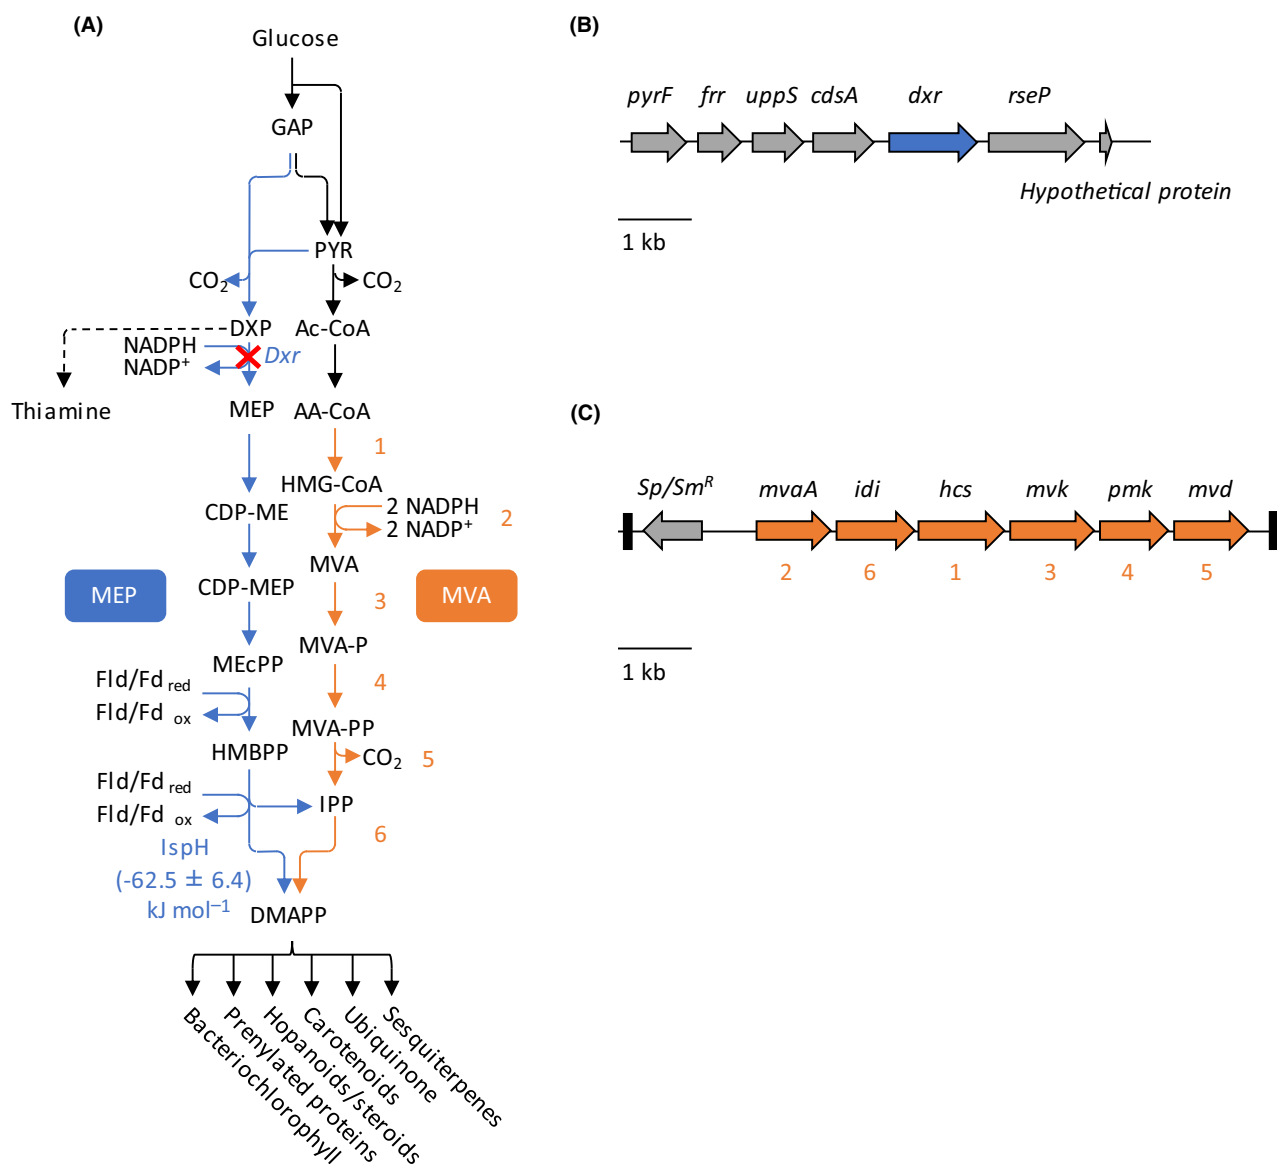 (A)
Glucose
GAP
PYR
CO2
CO2
DXP
Ac-CoA
NADPH
NADP+
Dxr
Thiamine
MEP
AA-CoA
1
HMG-CoA
CDP-ME
2 NADPH
2 NADP+
2
MVA
CDP-MEP
MEP
MVA
3
MVA-P
MEcPP
Fld/Fd red
Fld/Fd ox
4
MVA-PP
HMBPP
CO2
5
Fld/Fd red
Fld/Fd ox
IPP
6
IspH
(-62.5 ± 6.4)
kJ mol–1
DMAPP
Bacteriochlorophyll
Prenylated proteins
Hopanoids/steroids
Carotenoids
Ubiquinone
Sesquiterpenes
(B)
pyrF frr uppS cdsA dxr rseP
Hypothetical protein
1 kb
(C)
Sp/SmR mvaA idi hcs mvk pmk mvd
2 6 1 3 4 5
1 kb